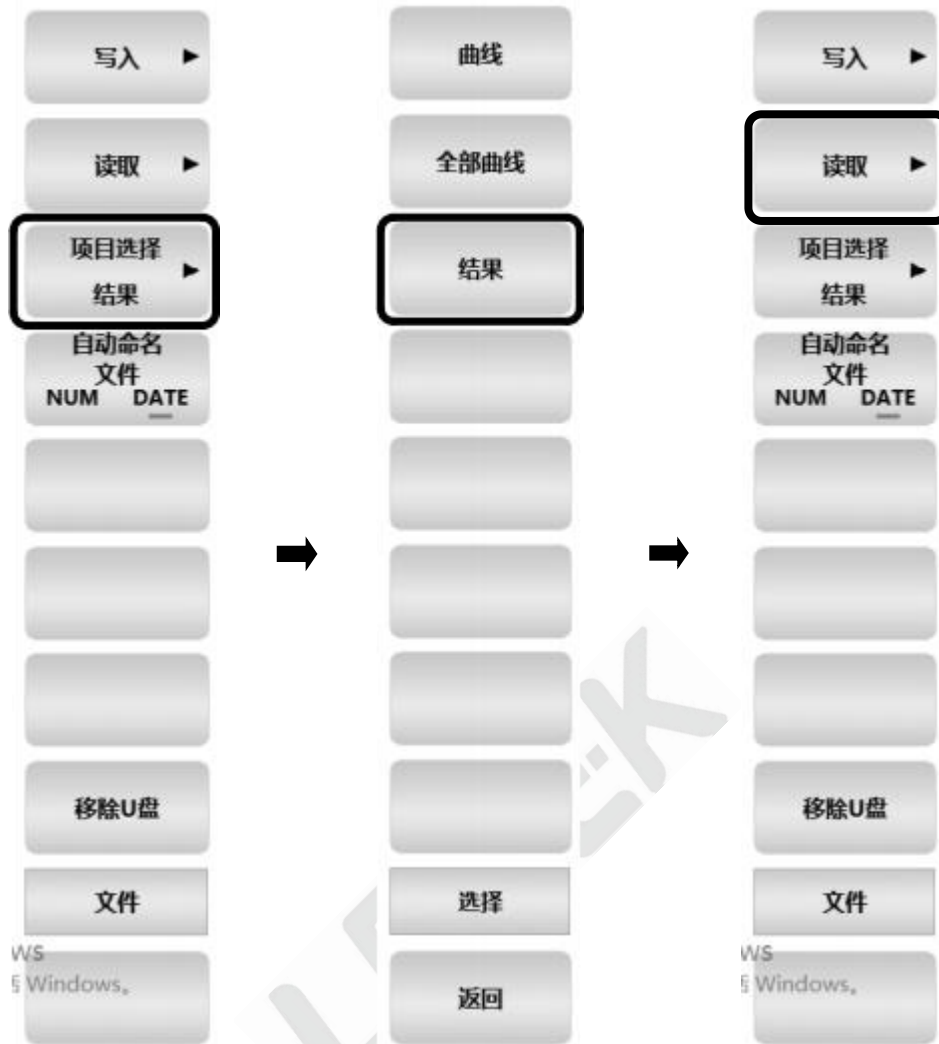 写入
读取
项目选择
结果
自动命名
文件
NUM DATE
移除U盘
文件
WS
Windows。
曲线
全部曲线
结果
选择
返回
写入
读取
项目选择
结果
自动命名
文件
NUM DATE
移除U盘
文件
WS
Windows。